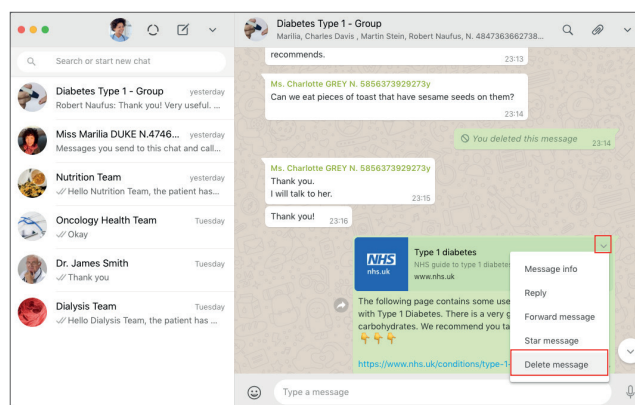 Diabetes Type 1 - Group
Marilia, Charles Davis , Martin Stein, Robert Naufus, N. 4847363662738...
Search or start new chat
Diabetes Type 1 - Group yesterday
Robert Naufus: Thank you! Very useful. ...
Miss Marilia DUKE N.4746... yesterday
Messages you send to this chat and call...
Nutrition Team yesterday
Hello Nutrition Team, the patient has...
Oncology Health Team Tuesday
Okay
Dr. James Smith Tuesday
Thank you
Dialysis Team Tuesday
Hello Dialysis Team, the patient has ...
recommends.
23:13
Ms. Charlotte GREY N. 5856373929273y
Can we eat pieces of toast that have sesame seeds on them?
23:14
You deleted this message 23:14
Ms. Charlotte GREY N. 5856373929273y
Thank you.
I will talk to her.
23:15
Thank you! 23:16
NHS
nhs.uk
Type 1 diabetes
NHS guide to type 1 diabetes
www.nhs.uk
The following page contains some use
with Type 1 Diabetes. There is a very g
carbohydrates. We recommend you ta
👇👇👇
https://www.nhs.uk/conditions/type-1-
Message info
Reply
Forward message
Star message
Delete message
Type a message